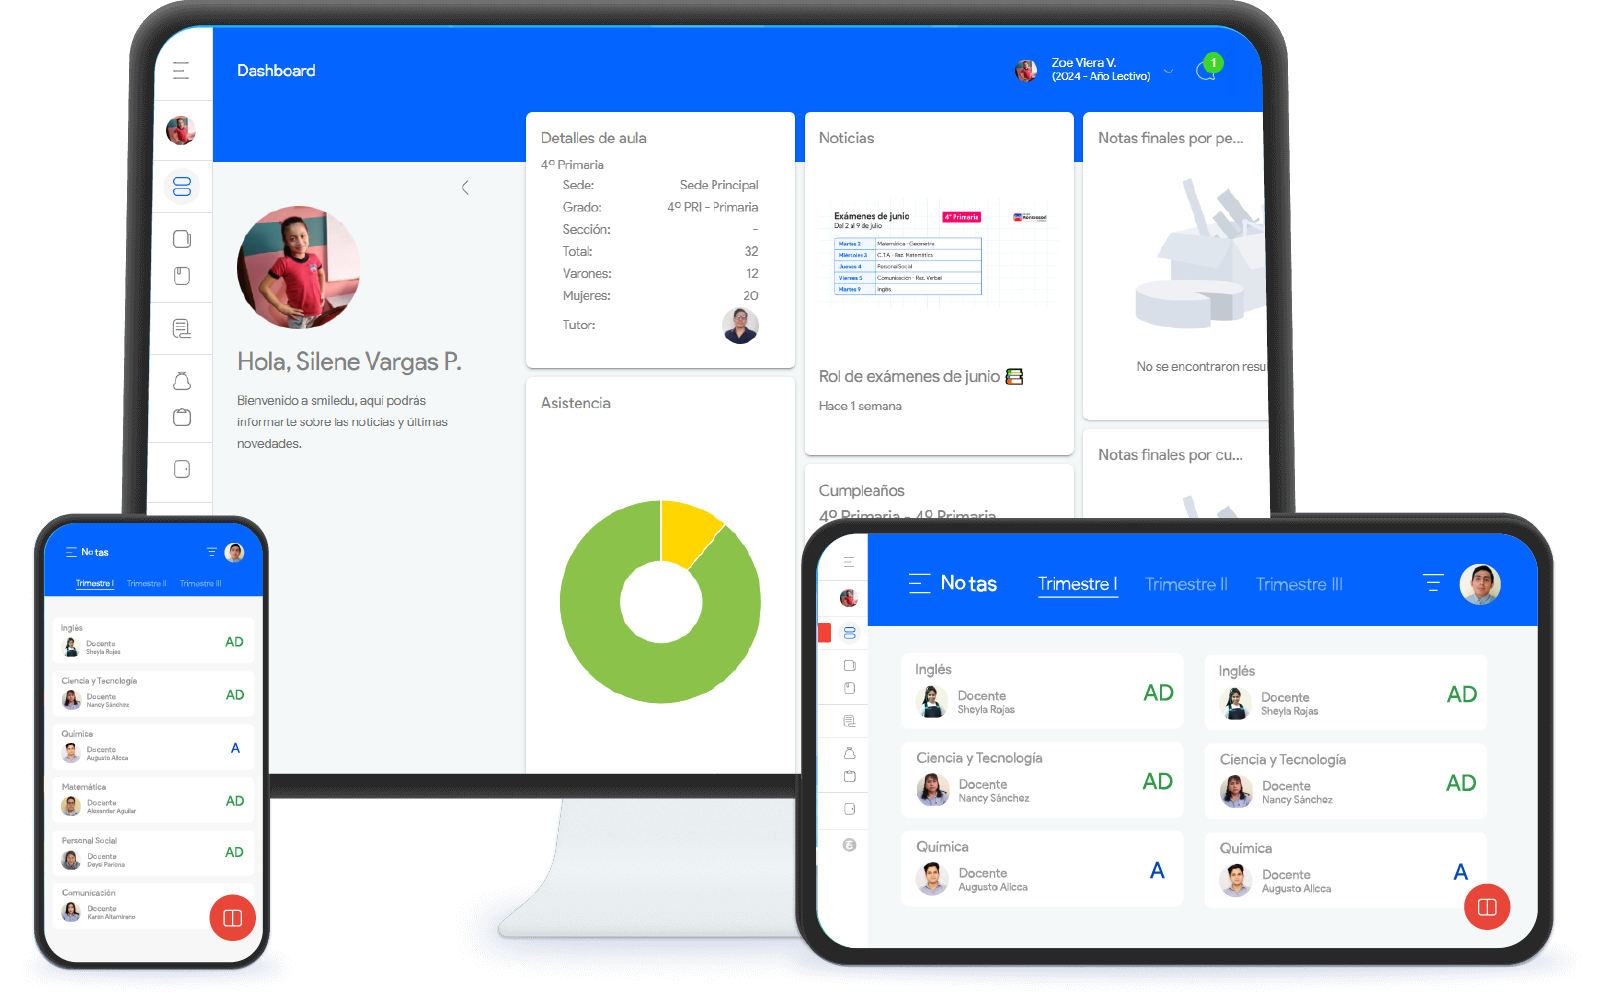 Dashboard
Zoe Viera V.
(2024 - Año Lectivo)
1
Hola, Silene Vargas P.
Bienvenido a smiledu, aquí podrás
informarte sobre las noticias y últimas
novedades.
Detalles de aula
4º Primaria
Sede: Sede Principal
Grado: 4º PRI - Primaria
Sección: -
Total: 32
Varones: 12
Mujeres: 20
Tutor:
Asistencia
Noticias
Exámenes de junio
Del 2 al 9 de julio
4º Primaria
Montessori
Martes 2 Matemática - Geometría
Miércoles 3 C.T.A - Raz. Matemático
Jueves 4 Personal Social
Viernes 5 Comunicación - Raz. Verbal
Martes 9 Inglés
Rol de exámenes de junio
Hace 1 semana
Cumpleaños
4º Primaria - 4º Primaria
Notas finales por pe...
No se encontraron resul
Notas finales por cu...
Notas
Trimestre I Trimestre II Trimestre III
Inglés
Docente
Sheyla Rojas
AD
Ciencia y Tecnología
Docente
Nancy Sánchez
AD
Química
Docente
Augusto Allcca
A
Matemática
Docente
Alexander Aguilar
AD
Personal Social
Docente
Deysi Pariona
AD
Comunicación
Docente
Karen Altamirano
Notas
Trimestre I Trimestre II Trimestre III
Inglés
Docente
Sheyla Rojas
AD
Ciencia y Tecnología
Docente
Nancy Sánchez
AD
Química
Docente
Augusto Allcca
A
Inglés
Docente
Sheyla Rojas
AD
Ciencia y Tecnología
Docente
Nancy Sánchez
AD
Química
Docente
Augusto Allcca
A